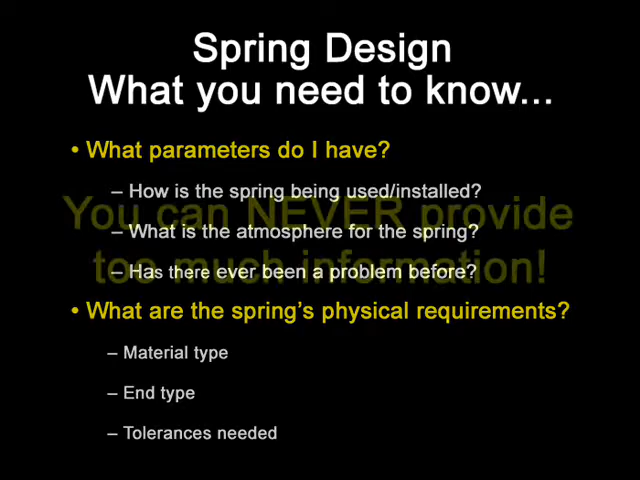 Spring Design
What you need to know...
• What parameters do I have?
– How is the spring being used/installed?
You can NEVER provide
– What is the atmosphere for the spring?
too much information!
– Has there ever been a problem before?
• What are the spring's physical requirements?
– Material type
– End type
– Tolerances needed